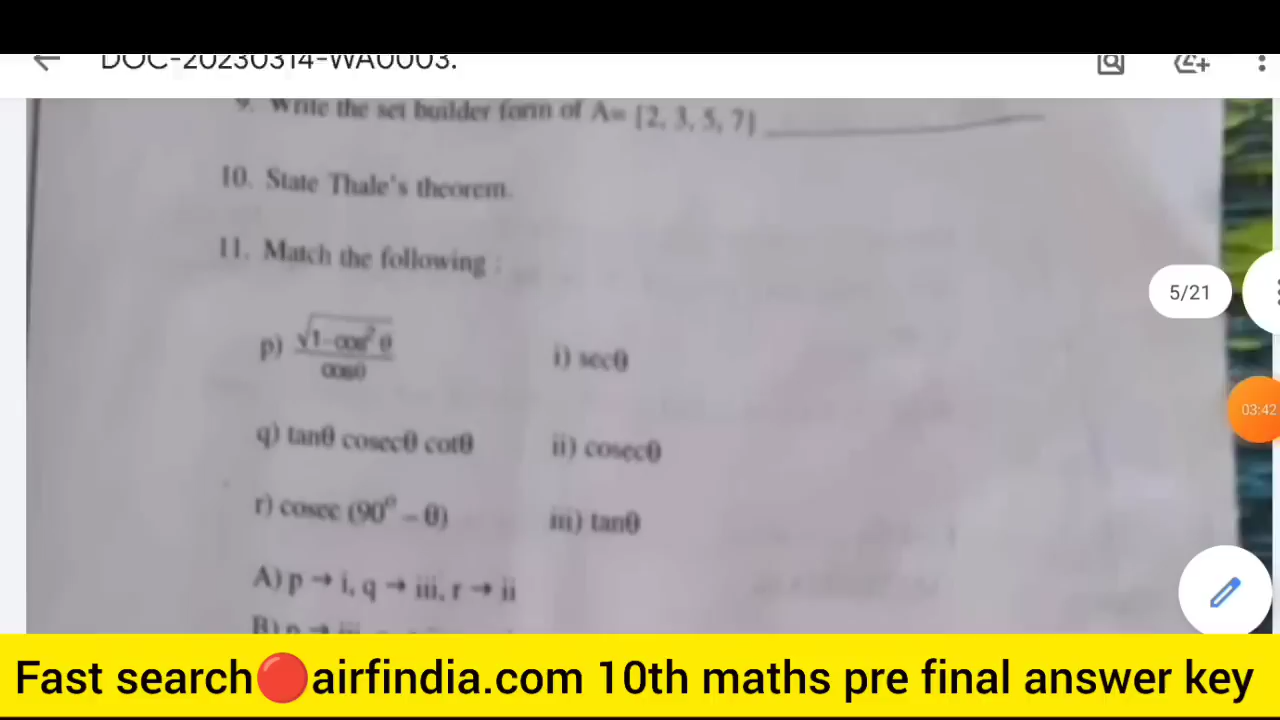 DOC-20230314-WA0003.
9. Write the set builder form of A= {2, 3, 5, 7}
10. State Thale's theorem.
5/21
11. Match the following :
p) √1-cos²θ / cosθ i) secθ
03:42
q) tanθ cosecθ cotθ ii) cosecθ
r) cosec (90° – θ) iii) tanθ
A) p → i, q → iii, r → ii
B) p → iii,
Fast search🔴airfindia.com 10th maths pre final answer key